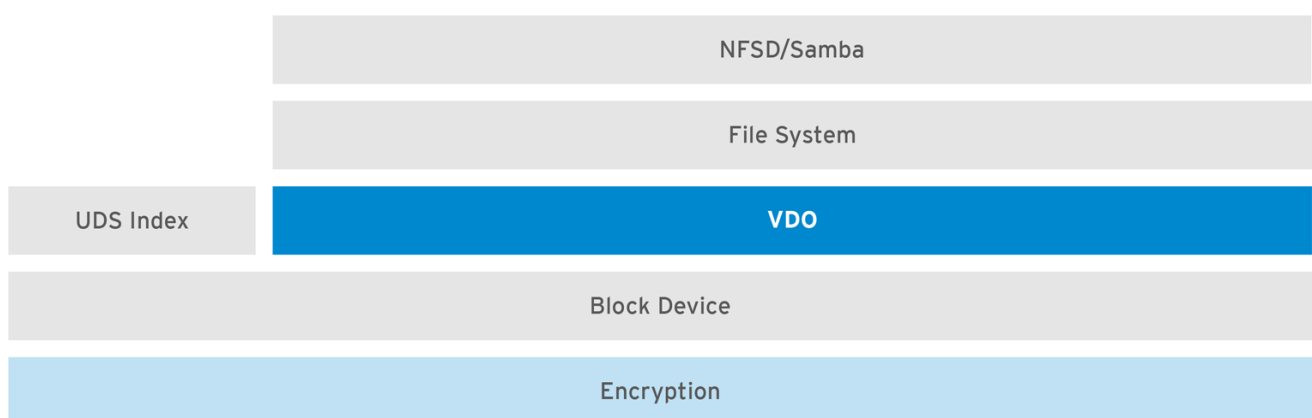 NFSD/Samba
File System
UDS Index
VDO
Block Device
Encryption